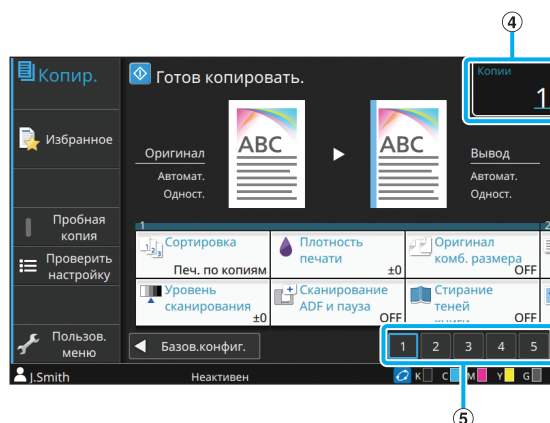 4
Копир.
Готов копировать.
Копии
1
Избранное
ABC
ABC
Оригинал
Вывод
Автомат.
Автомат.
Одност.
Одност.
Пробная
копия
1
2
Сортировка
Печ. по копиям
Плотность
печати
±0
Оригинал
комб. размера
OFF
Проверить
настройку
Уровень
сканирования
±0
Сканирование
ADF и пауза
OFF
Стирание
теней
книги
OFF
Пользов.
меню
Базов.конфиг.
1 2 3 4 5
J.Smith
Неактивен
K C M Y G
5